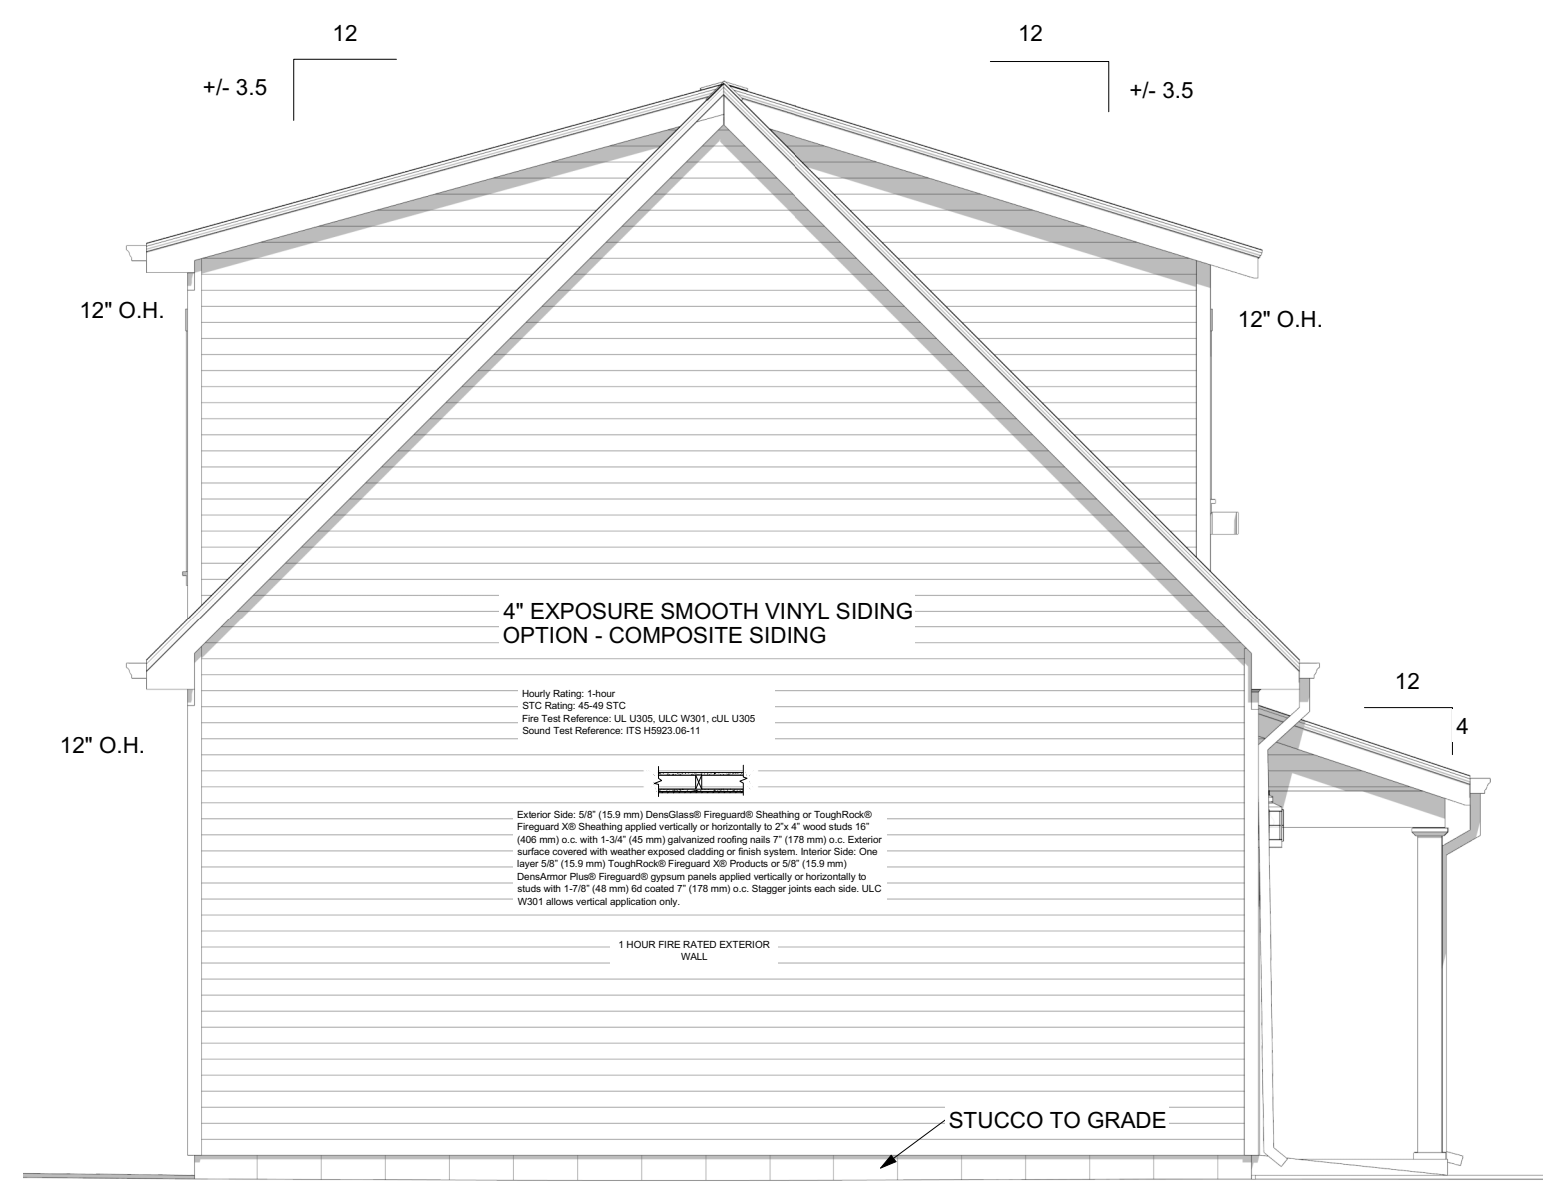 12
12
+/- 3.5
+/- 3.5
12" O.H.
12" O.H.
4" EXPOSURE SMOOTH VINYL SIDING
OPTION - COMPOSITE SIDING
12
4
Hourly Rating: 1-hour
STC Rating: 45-49 STC
Fire Test Reference: UL U305, ULC W301, cUL U305
Sound Test Reference: ITS H5923.06-11
12" O.H.
Exterior Side: 5/8" (15.9 mm) DensGlass® Fireguard® Sheathing or ToughRock®
Fireguard X® Sheathing applied vertically or horizontally to 2"x 4" wood studs 16"
(406 mm) o.c. with 1-3/4" (45 mm) galvanized roofing nails 7" (178 mm) o.c. Exterior
surface covered with weather exposed cladding or finish system. Interior Side: One
layer 5/8" (15.9 mm) ToughRock® Fireguard X® Products or 5/8" (15.9 mm)
DensArmor Plus® Fireguard® gypsum panels applied vertically or horizontally to
studs with 1-7/8" (48 mm) 6d coated 7" (178 mm) o.c. Stagger joints each side. ULC
W301 allows vertical application only.
1 HOUR FIRE RATED EXTERIOR
WALL
STUCCO TO GRADE